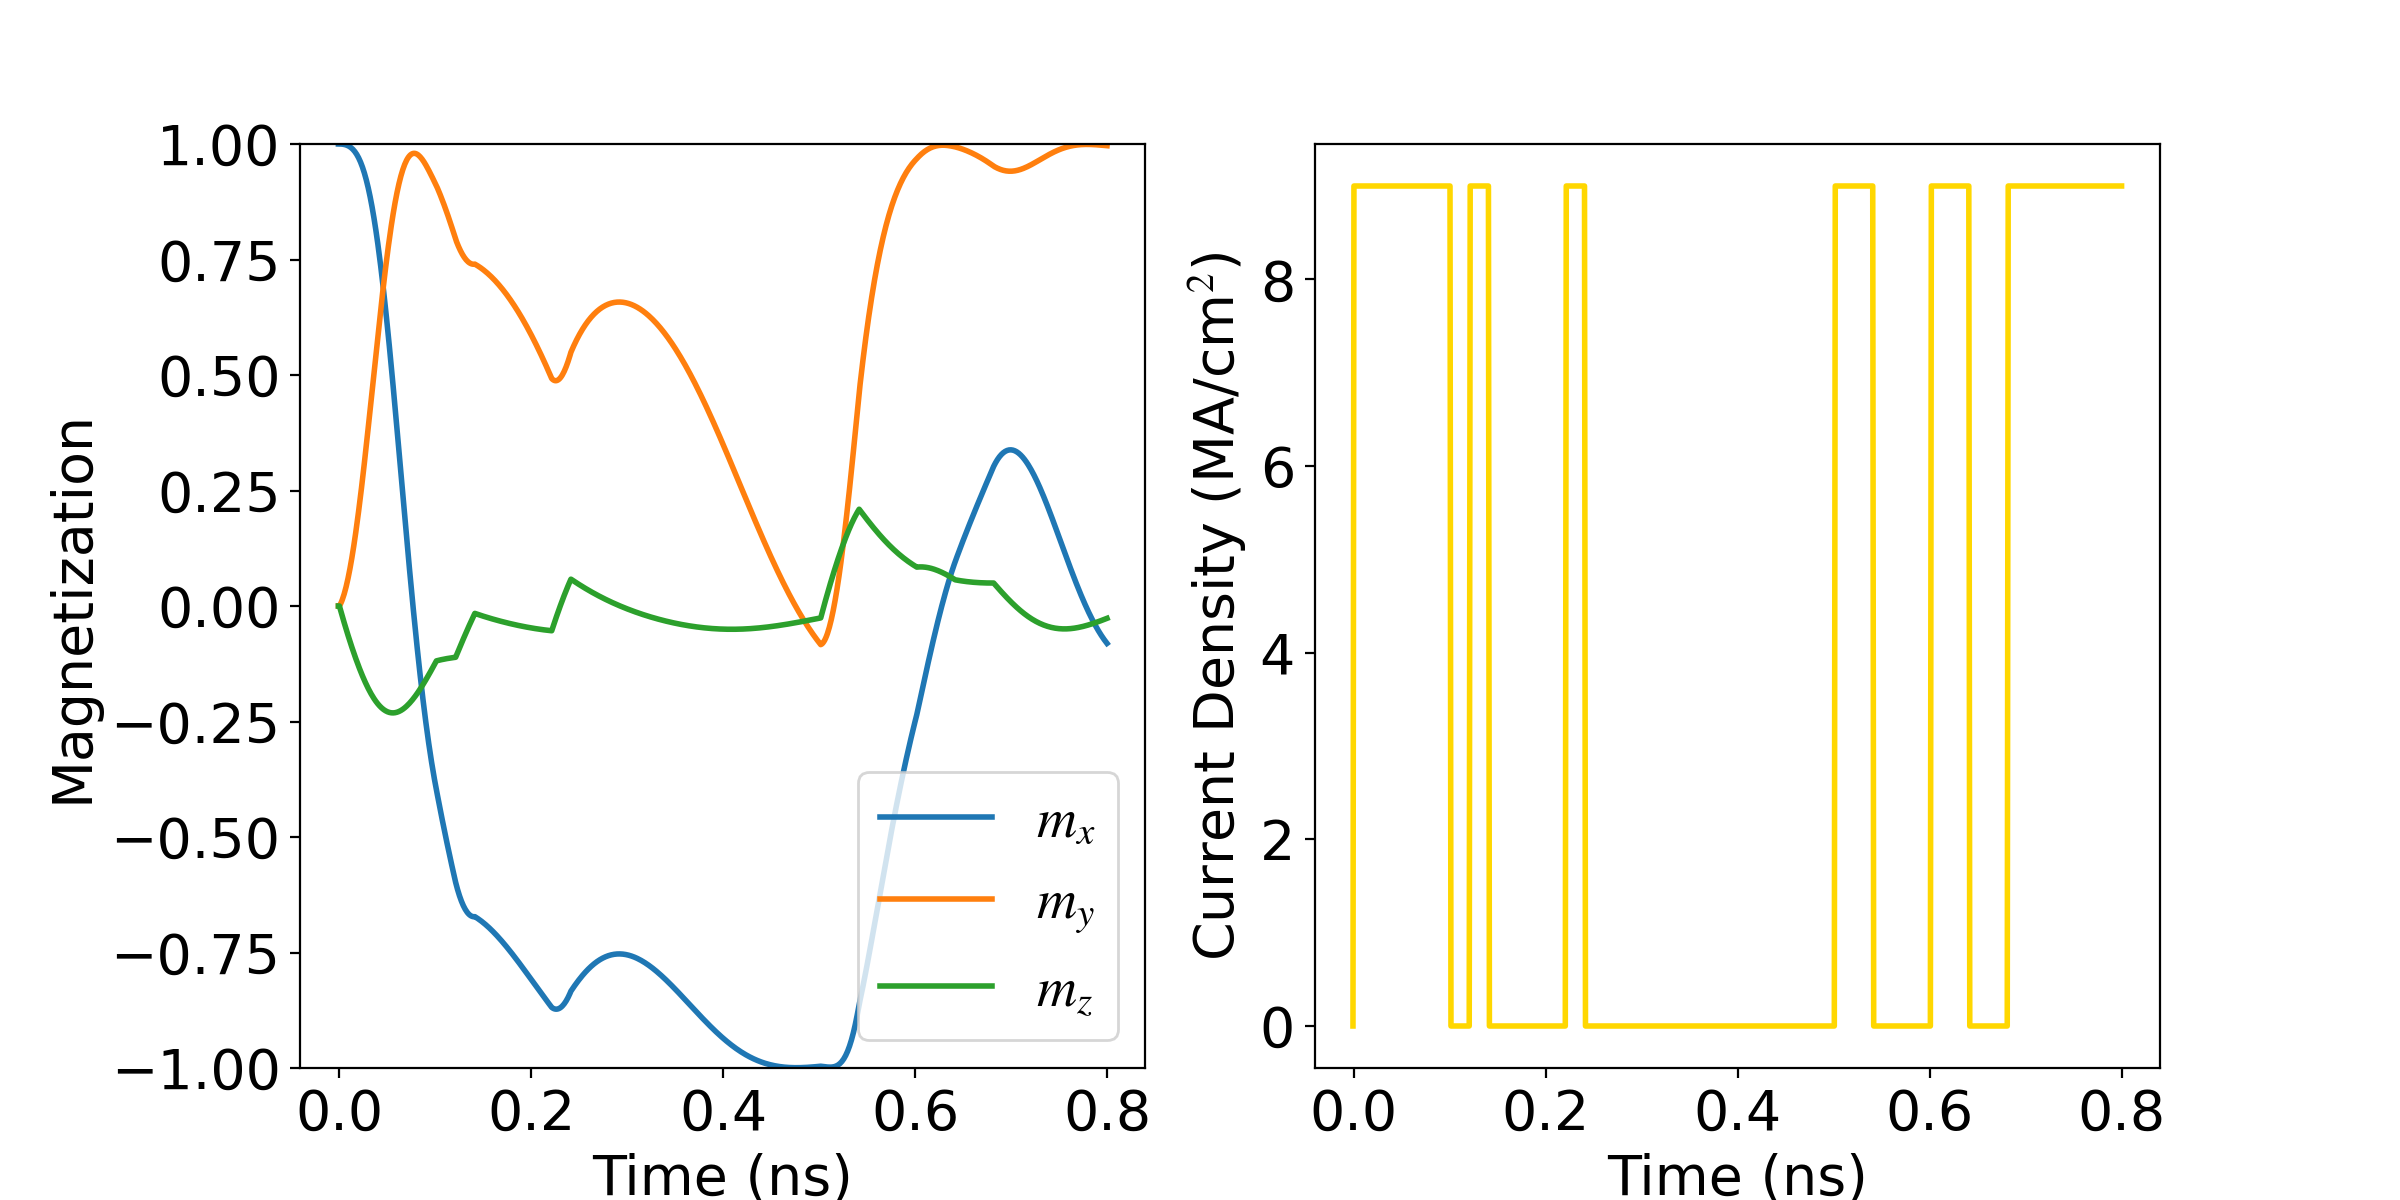 Magnetization
1.00
0.75
0.50
0.25
0.00
−0.25
−0.50
−0.75
−1.00
0.0 0.2 0.4 0.6 0.8
Time (ns)
m_x
m_y
m_z
Current Density (MA/cm²)
8
6
4
2
0
0.0 0.2 0.4 0.6 0.8
Time (ns)